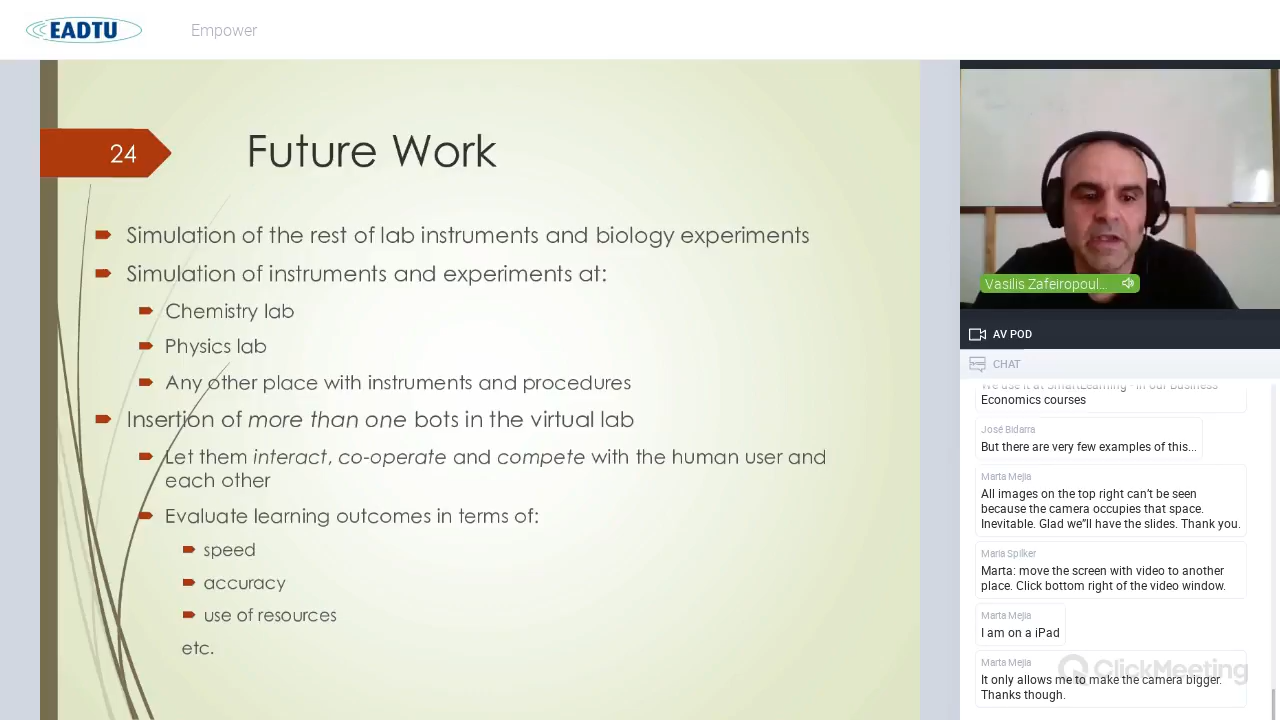 EADTU
Empower
24
Future Work
Simulation of the rest of lab instruments and biology experiments
Simulation of instruments and experiments at:
Chemistry lab
Physics lab
Any other place with instruments and procedures
Insertion of more than one bots in the virtual lab
Let them interact, co-operate and compete with the human user and
each other
Evaluate learning outcomes in terms of:
speed
accuracy
use of resources
etc.
Vasilis Zafeiropoul...
AV POD
CHAT
We use it at SmartLearning - in our Business
Economics courses
José Bidarra
But there are very few examples of this...
Marta Mejia
All images on the top right can't be seen
because the camera occupies that space.
Inevitable. Glad we"ll have the slides. Thank you.
Maria Spilker
Marta: move the screen with video to another
place. Click bottom right of the video window.
Marta Mejia
I am on a iPad
Marta Mejia
It only allows me to make the camera bigger.
Thanks though.
ClickMeeting